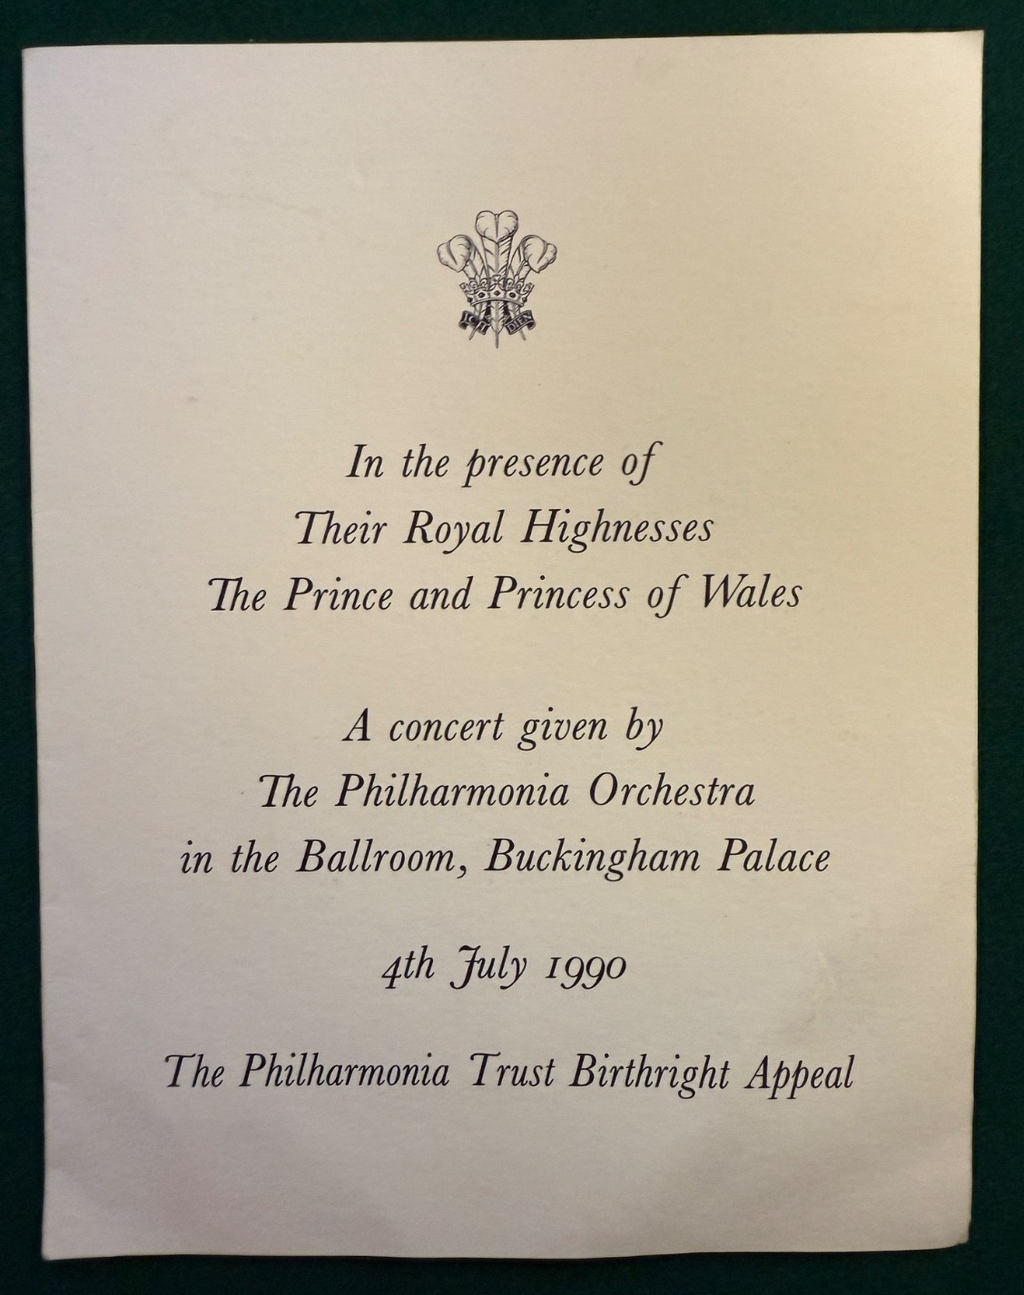 ICH DIEN
In the presence of
Their Royal Highnesses
The Prince and Princess of Wales
A concert given by
The Philharmonia Orchestra
in the Ballroom, Buckingham Palace
4th July 1990
The Philharmonia Trust Birthright Appeal